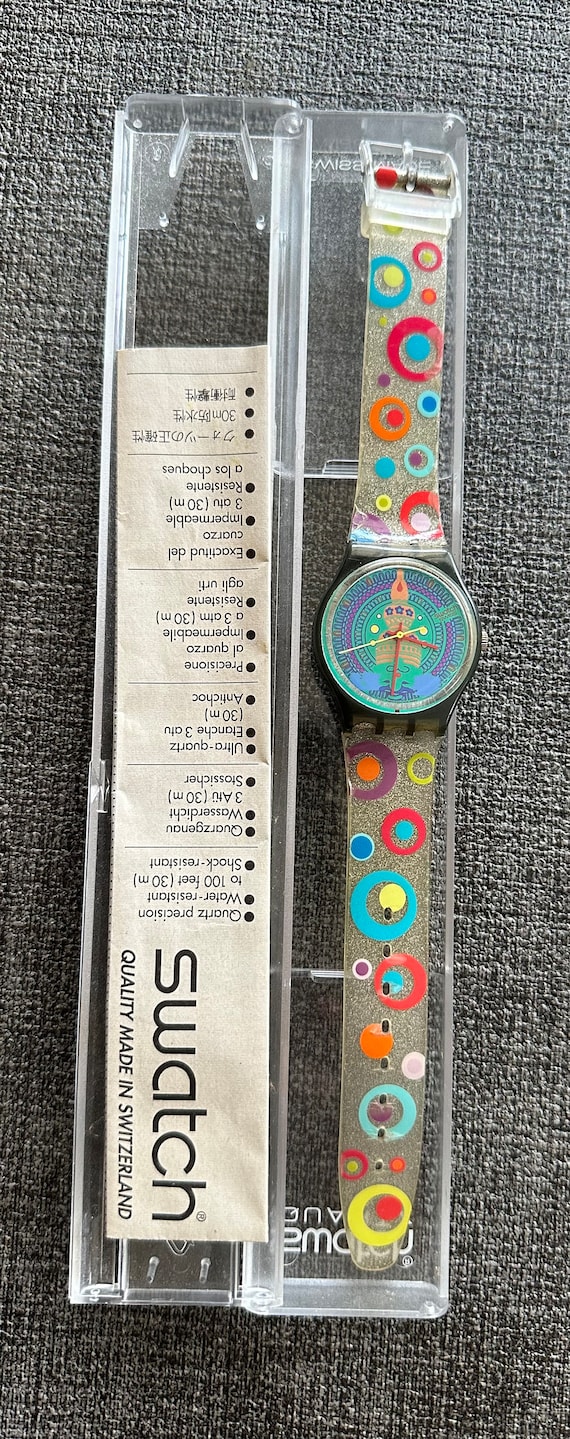 swatch®
QUALITY MADE IN SWITZERLAND
● Quartz precision
● Water-resistant
to 100 feet (30 m)
● Shock-resistant
● Quarzgenau
● Wasserdicht
3 Atü (30 m)
● Stossicher
● Ultra-quartz
● Etanche 3 atu
(30 m)
● Antichoc
● Precisione
al quarzo
● Impermeabile
a 3 atm (30 m)
● Resistente
agli urti
● Exactitud del
cuarzo
● Impermeable
3 atu (30 m)
● Resistente
a los choques
● クォーツの正確性
● 30m防水性
● 耐衝撃性